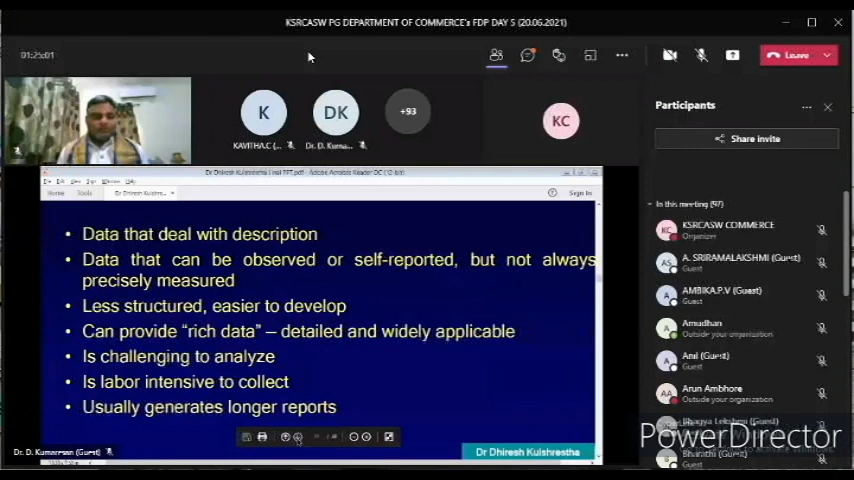 KSRCASW PG DEPARTMENT OF COMMERCE's FDP DAY 5 (20.06.2021)
01:25:01
Leave
K
DK
+93
KC
KAVITHA.C (...
Dr. D. Kuma...
Participants
Share invite
In this meeting (97)
KC
KSRCASW COMMERCE
Organizer
AS
A. SRIRAMALAKSHMI (Guest)
Guest
A
AMBIKA.P.V (Guest)
Guest
A
Amudhan
Outside your organization
A
Anil (Guest)
Guest
AA
Arun Ambhore
Outside your organization
Guest
B
Bharathi (Guest)
Guest
PowerDirector
Dr Dhiresh Kulshrestha Final PPT.pdf - Adobe Acrobat Reader DC (32-bit)
Home
Tools
Dr Dhiresh Kulshres...
Sign In
• Data that deal with description
• Data that can be observed or self-reported, but not always
precisely measured
• Less structured, easier to develop
• Can provide “rich data” – detailed and widely applicable
• Is challenging to analyze
• Is labor intensive to collect
• Usually generates longer reports
Dr. D. Kumaresan (Guest)
Dr Dhiresh Kulshrestha